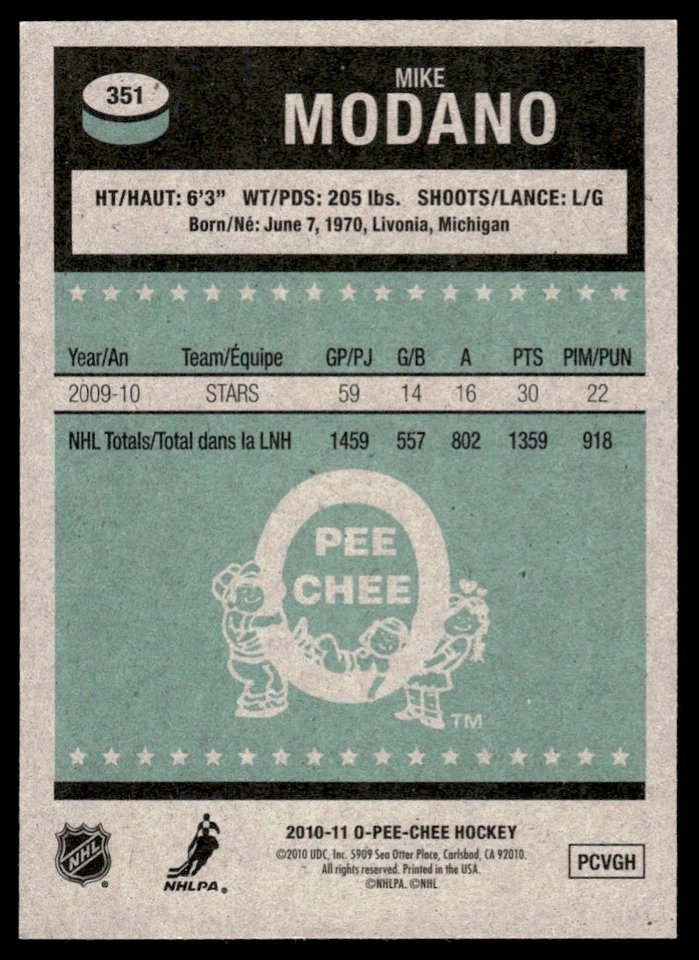 351
MIKE
MODANO
HT/HAUT: 6'3" WT/PDS: 205 lbs. SHOOTS/LANCE: L/G
Born/Né: June 7, 1970, Livonia, Michigan
Year/An Team/Équipe GP/PJ G/B A PTS PIM/PUN
2009-10 STARS 59 14 16 30 22
NHL Totals/Total dans la LNH 1459 557 802 1359 918
O
PEE
CHEE
TM
2010-11 O-PEE-CHEE HOCKEY
©2010 UDC, Inc. 5909 Sea Otter Place, Carlsbad, CA 92010.
All rights reserved. Printed in the USA.
©NHLPA. ©NHL
NHL ®
NHLPA®
PCVGH